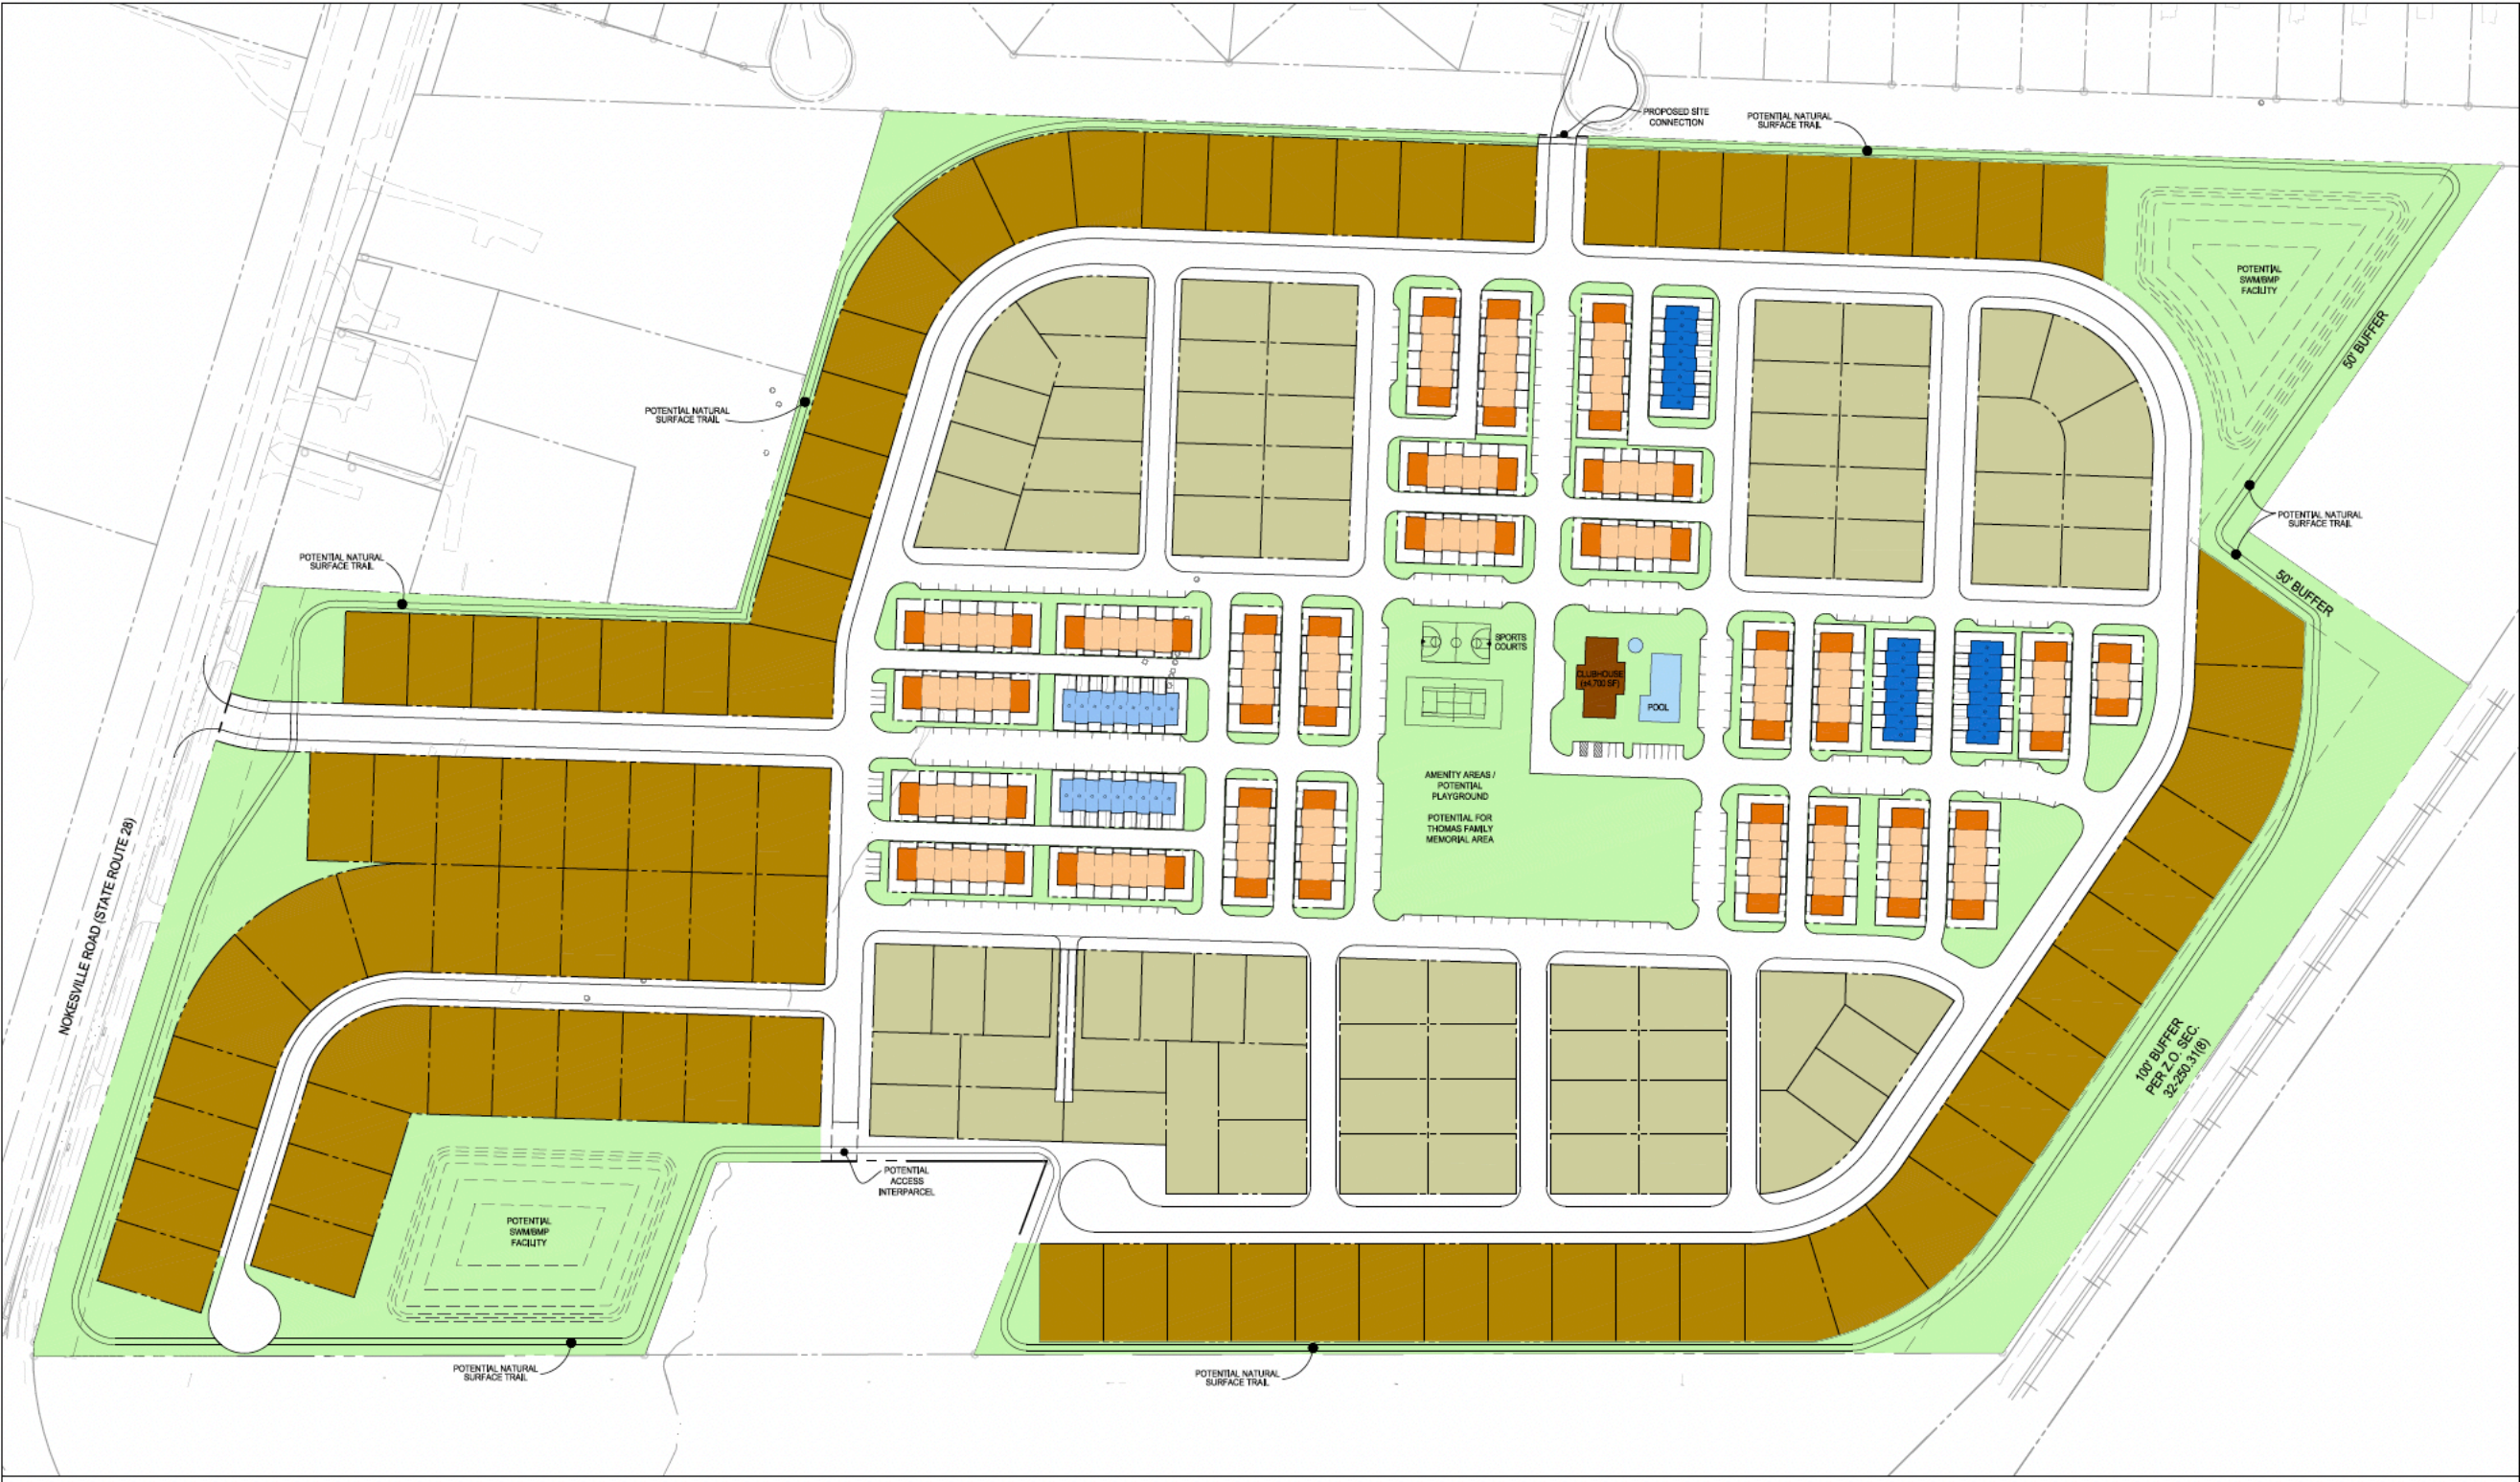 PROPOSED SITE
CONNECTION
POTENTIAL NATURAL
SURFACE TRAIL
POTENTIAL
SWM/BMP
FACILITY
50' BUFFER
POTENTIAL NATURAL
SURFACE TRAIL
POTENTIAL NATURAL
SURFACE TRAIL
POTENTIAL NATURAL
SURFACE TRAIL
50' BUFFER
SPORTS
COURTS
CLUBHOUSE
(±4,700 SF)
POOL
AMENITY AREAS /
POTENTIAL
PLAYGROUND
POTENTIAL FOR
THOMAS FAMILY
MEMORIAL AREA
NOKESVILLE ROAD (STATE ROUTE 28)
100' BUFFER
PER Z.O. SEC.
32-250.31(8)
POTENTIAL
ACCESS
INTERPARCEL
POTENTIAL
SWM/BMP
FACILITY
POTENTIAL NATURAL
SURFACE TRAIL
POTENTIAL NATURAL
SURFACE TRAIL